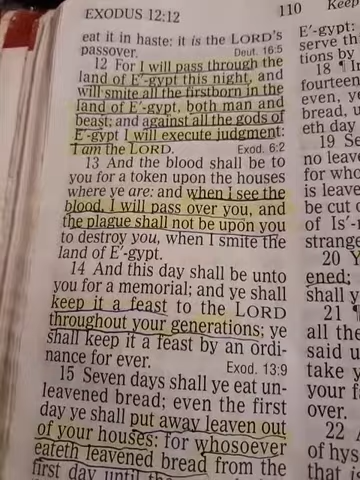 EXODUS 12:12
110
Keep
eat it in haste: it is the LORD's
passover. Deut. 16:5
12 For I will pass through the
land of E'-gypt this night, and
will smite all the firstborn in the
land of E'-gypt, both man and
beast; and against all the gods of
E'-gypt I will execute judgment:
I am the LORD. Exod. 6:2
13 And the blood shall be to
you for a token upon the houses
where ye are: and when I see the
blood, I will pass over you, and
the plague shall not be upon you
to destroy you, when I smite the
land of E'-gypt.
14 And this day shall be unto
you for a memorial; and ye shall
keep it a feast to the LORD
throughout your generations; ye
shall keep it a feast by an ordi-
nance for ever. Exod. 13:9
15 Seven days shall ye eat un-
leavened bread; even the first
day ye shall put away leaven out
of your houses: for whosoever
eateth leavened bread from the
first day until the
E'-gypt:
serve th
tions by
18 ¶ In
fourteen
even, ye
bread, u
eth day
19 Se
no leave
for who
is leave
be cut
of Is'-r
strange
20 Y
ened;
shall y
21 ¶
all the
said u
take y
your f
over.
22
of hys
that is